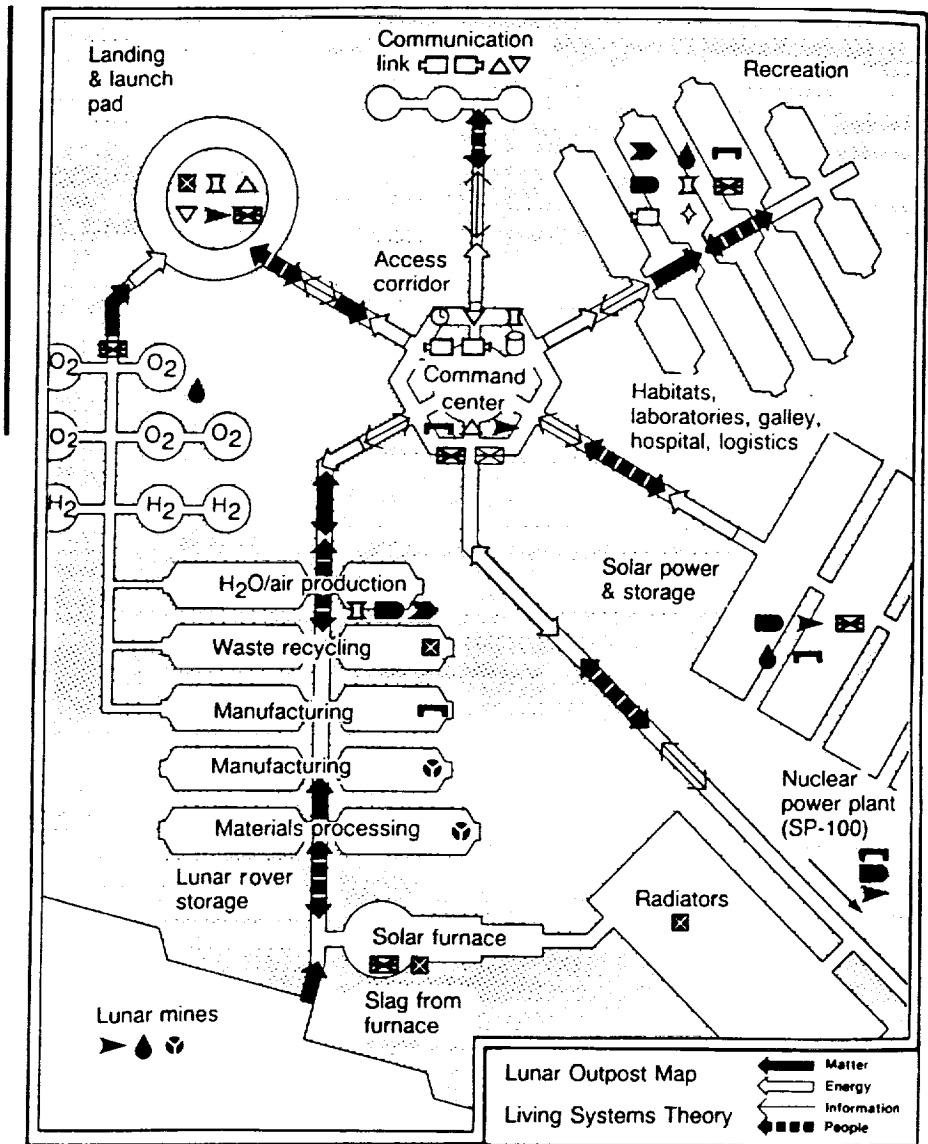 Landing
& launch
pad
Communication
link
Recreation
Access
corridor
Command
center
O2
O2
O2
O2
O2
H2
H2
H2
Habitats,
laboratories, galley,
hospital, logistics
Solar power
& storage
H2O/air production
Waste recycling
Manufacturing
Manufacturing
Materials processing
Lunar rover
storage
Nuclear
power plant
(SP-100)
Radiators
Solar furnace
Slag from
furnace
Lunar mines
Lunar Outpost Map
Living Systems Theory
Matter
Energy
Information
People